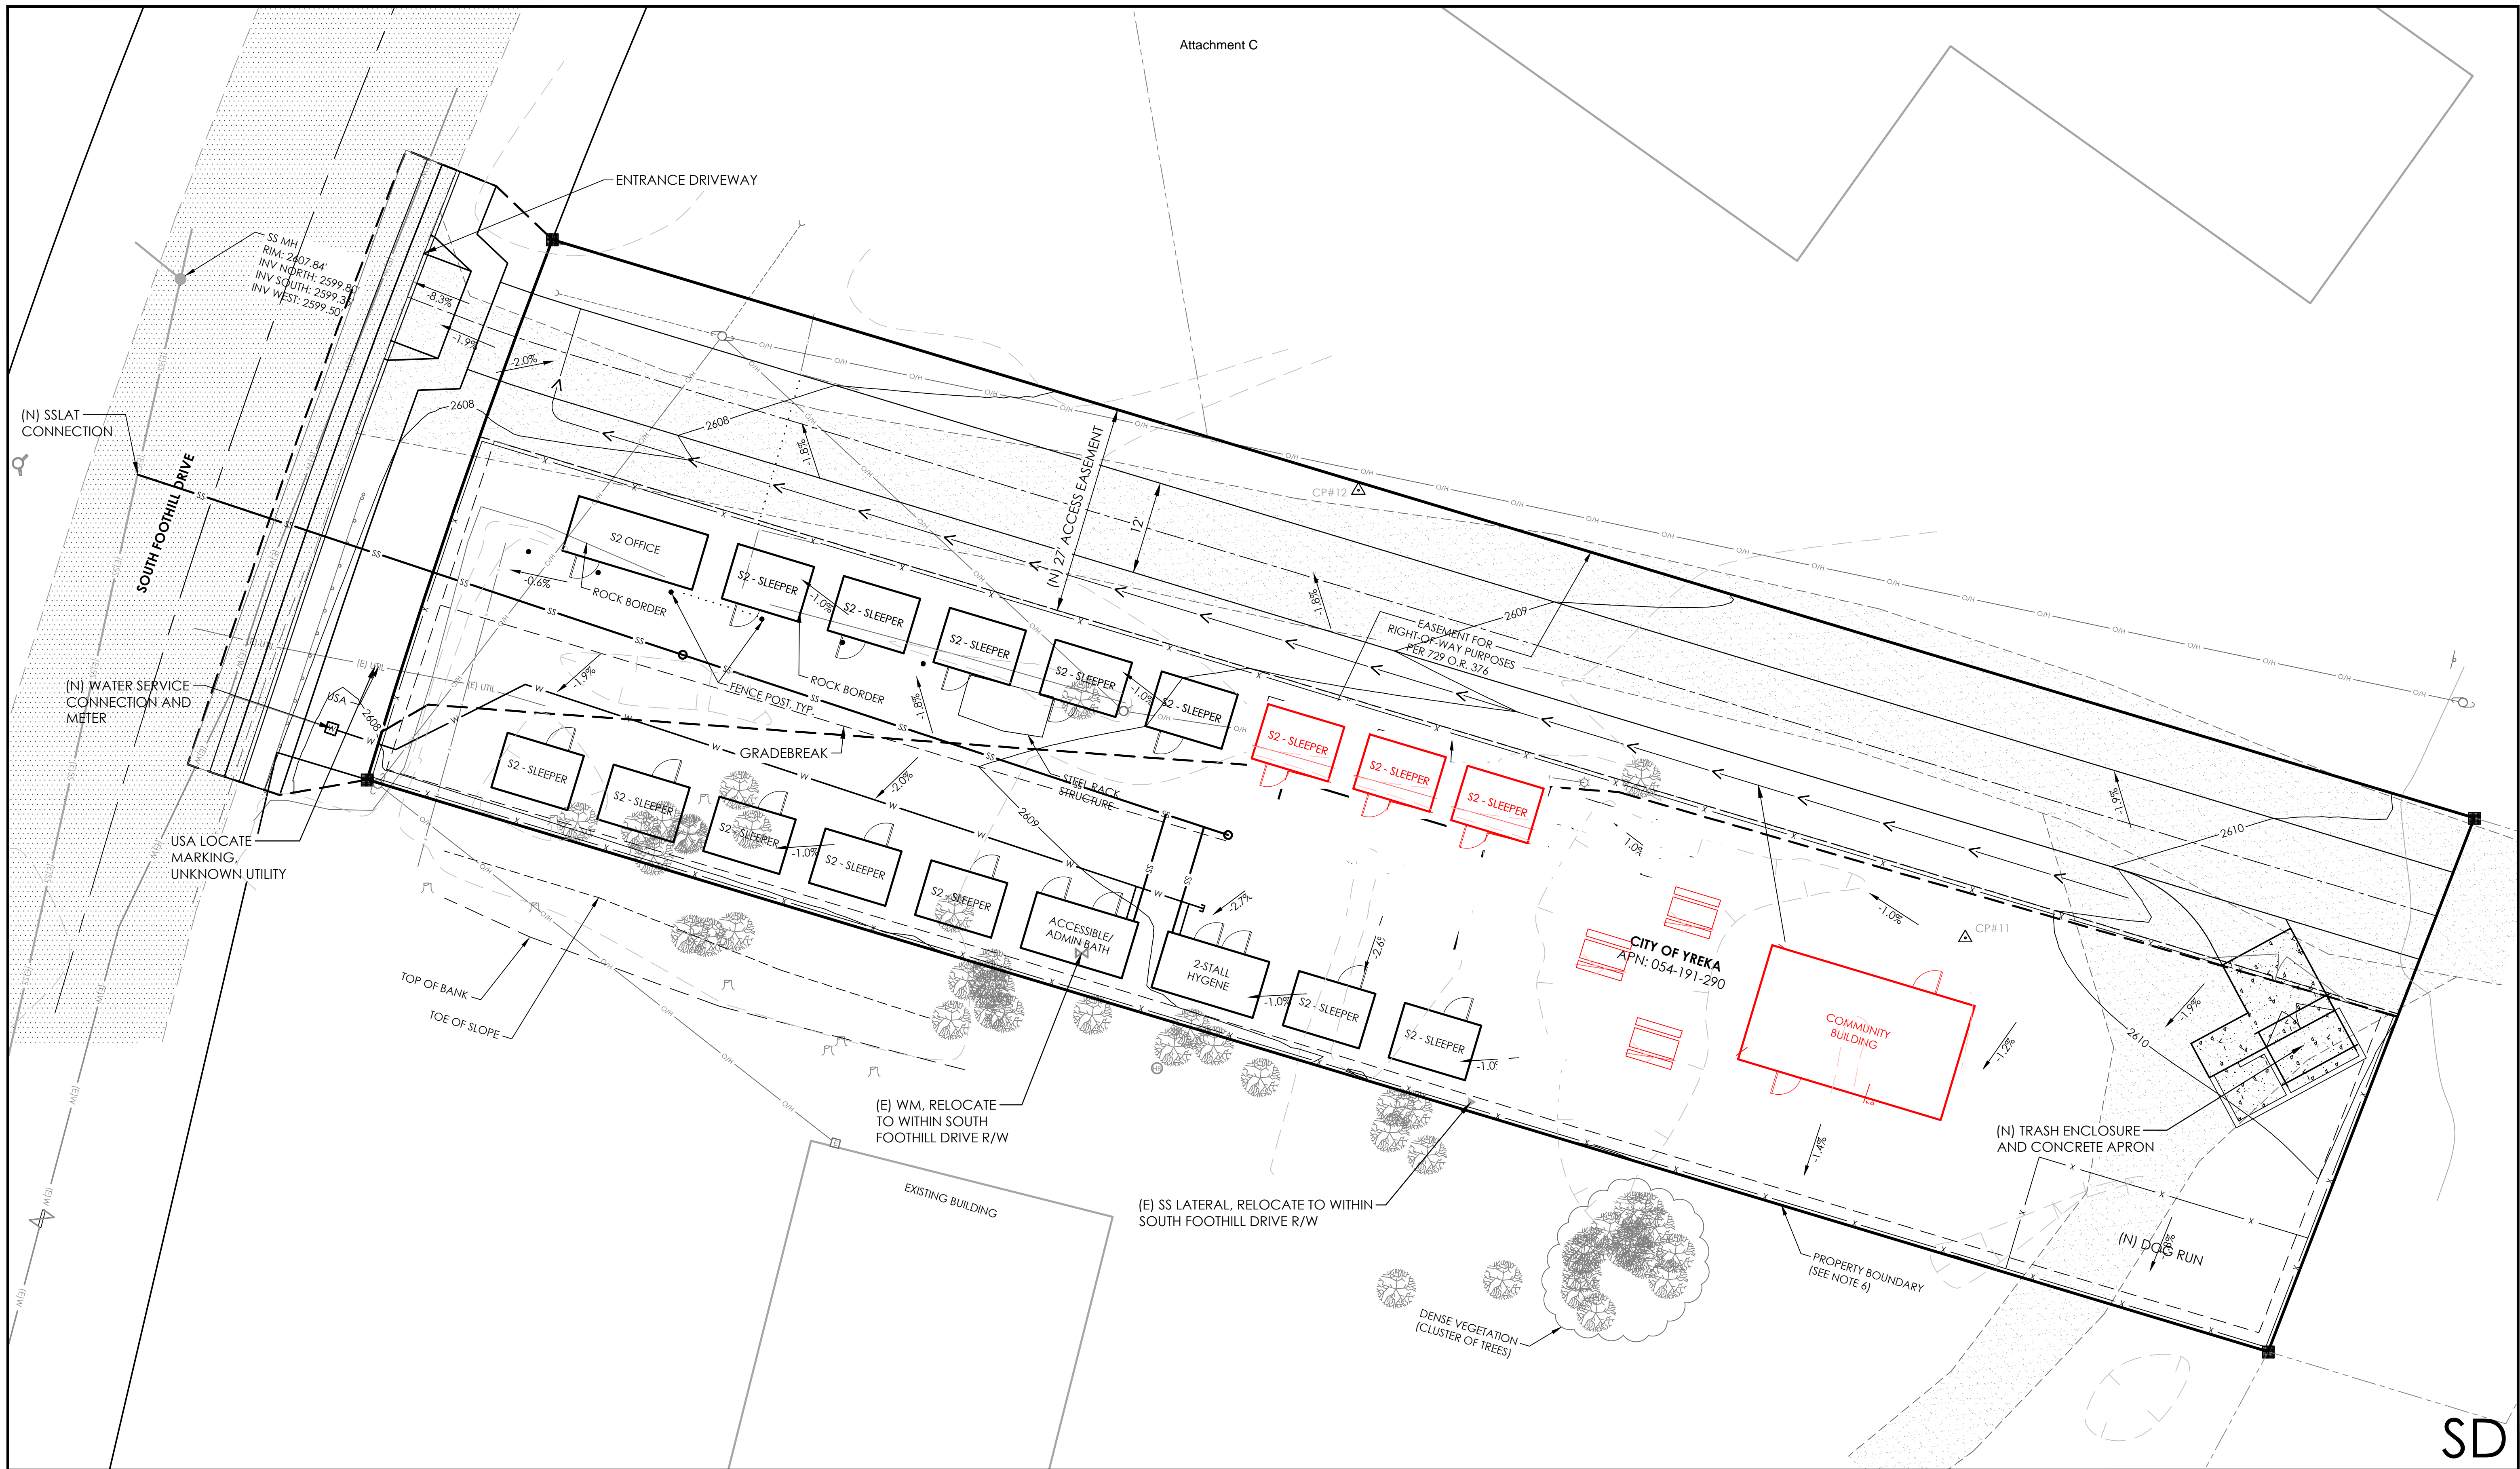 Attachment C
ENTRANCE DRIVEWAY
SS MH
RIM: 2607.84'
INV NORTH: 2599.80'
INV SOUTH: 2599.35'
INV WEST: 2599.50'
-8.3%
-1.9%
-2.0%
(N) SSLAT
CONNECTION
SOUTH FOOTHILL DRIVE
2608
2608
-1.8%
(N) 27' ACCESS EASEMENT
12'
CP#12
S2 OFFICE
-0.6%
ROCK BORDER
S2 - SLEEPER
-1.0%
S2 - SLEEPER
S2 - SLEEPER
S2 - SLEEPER
-1.0%
S2 - SLEEPER
S2 - SLEEPER
S2 - SLEEPER
S2 - SLEEPER
-1.8%
EASEMENT FOR
RIGHT-OF-WAY PURPOSES
PER 729 O.R. 376
2609
(E) UTIL
(E) UTIL
(N) WATER SERVICE
CONNECTION AND
METER
USA
2608
-1.9%
FENCE POST, TYP
ROCK BORDER
-1.8%
GRADEBREAK
-2.0%
STEEL RACK
STRUCTURE
2609
S2 - SLEEPER
S2 - SLEEPER
S2 - SLEEPER
-1.0%
S2 - SLEEPER
S2 - SLEEPER
ACCESSIBLE/
ADMIN BATH
-2.7%
2-STALL
HYGENE
-1.0%
S2 - SLEEPER
S2 - SLEEPER
1.0%
-1.9%
2610
-1.0%
CP#11
CITY OF YREKA
APN: 054-191-290
COMMUNITY
BUILDING
-1.2%
-1.9%
2610
-1.4%
USA LOCATE
MARKING,
UNKNOWN UTILITY
TOP OF BANK
TOE OF SLOPE
(E) WM, RELOCATE
TO WITHIN SOUTH
FOOTHILL DRIVE R/W
EXISTING BUILDING
(E) SS LATERAL, RELOCATE TO WITHIN
SOUTH FOOTHILL DRIVE R/W
(N) TRASH ENCLOSURE
AND CONCRETE APRON
(N) DOG RUN
PROPERTY BOUNDARY
(SEE NOTE 6)
DENSE VEGETATION
(CLUSTER OF TREES)
SD